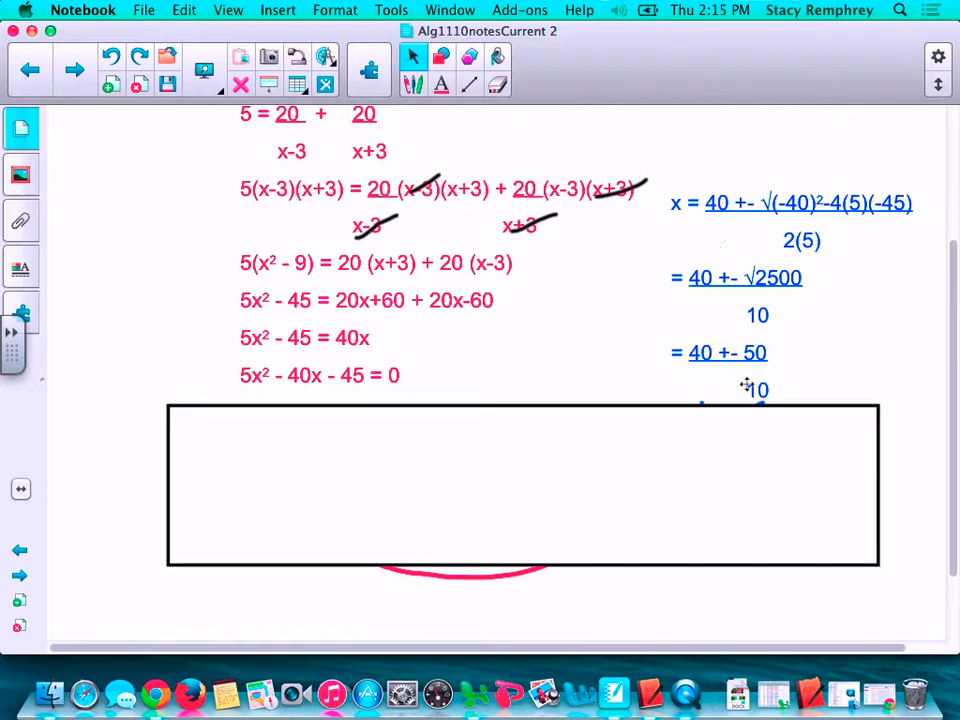 Notebook File Edit View Insert Format Tools Window Add-ons Help Thu 2:15 PM Stacy Remphrey
Alg1110notesCurrent 2
5 = 20 + 20
x-3 x+3
5(x-3)(x+3) = 20 (x-3)(x+3) + 20 (x-3)(x+3)
x-3 x+3
5(x² - 9) = 20 (x+3) + 20 (x-3)
5x² - 45 = 20x+60 + 20x-60
5x² - 45 = 40x
5x² - 40x - 45 = 0
x = 40 +- √(-40)²-4(5)(-45)
2(5)
= 40 +- √2500
10
= 40 +- 50
10